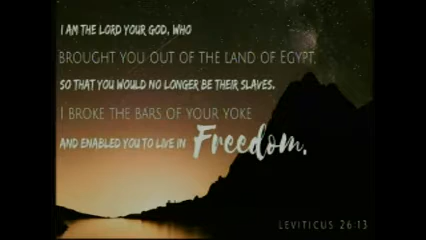 I AM THE LORD YOUR GOD, WHO
BROUGHT YOU OUT OF THE LAND OF EGYPT,
SO THAT YOU WOULD NO LONGER BE THEIR SLAVES.
I BROKE THE BARS OF YOUR YOKE
AND ENABLED YOU TO LIVE IN Freedom.
LEVITICUS 26:13